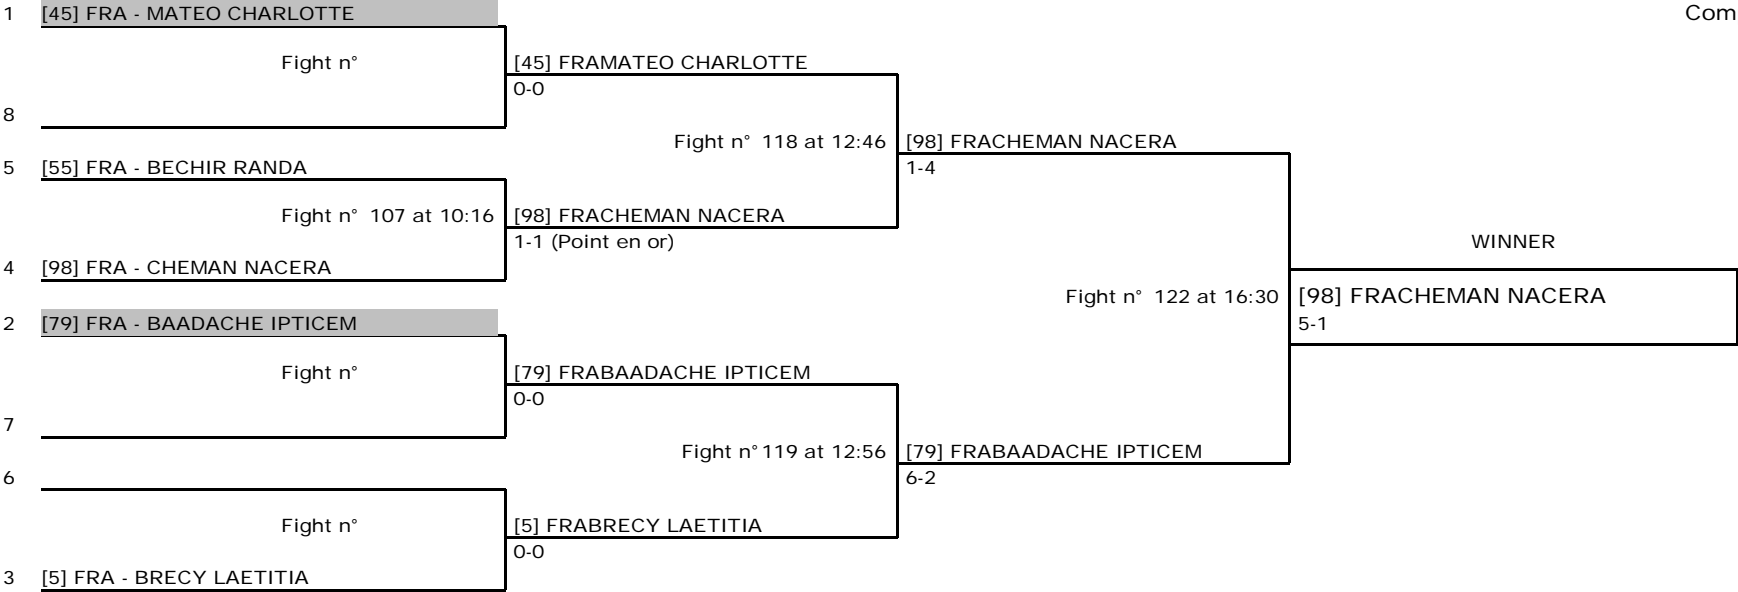 1 [45] FRA - MATEO CHARLOTTE
Com
Fight n°
[45] FRAMATEO CHARLOTTE
0-0
8
Fight n° 118 at 12:46
[98] FRACHEMAN NACERA
1-4
5 [55] FRA - BECHIR RANDA
Fight n° 107 at 10:16
[98] FRACHEMAN NACERA
1-1 (Point en or)
WINNER
4 [98] FRA - CHEMAN NACERA
Fight n° 122 at 16:30
[98] FRACHEMAN NACERA
5-1
2 [79] FRA - BAADACHE IPTICEM
Fight n°
[79] FRABAADACHE IPTICEM
0-0
7
Fight n°119 at 12:56
[79] FRABAADACHE IPTICEM
6-2
6
Fight n°
[5] FRABRECY LAETITIA
0-0
3 [5] FRA - BRECY LAETITIA